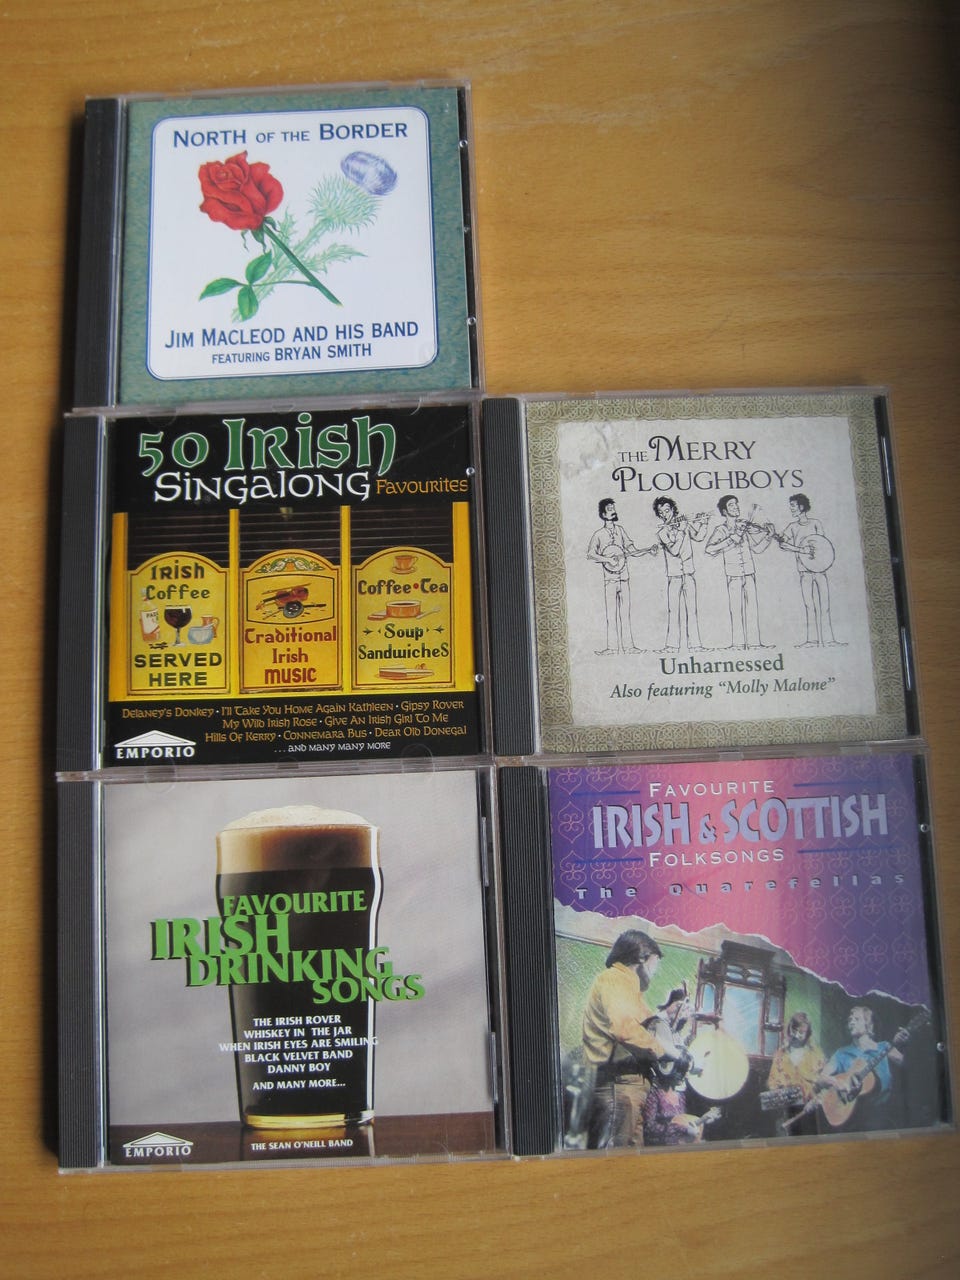 NORTH OF THE BORDER
JIM MACLEOD AND HIS BAND
FEATURING BRYAN SMITH
50 IRISH
SINGALONG FAVOURITES
IRISH
Coffee
SERVED
HERE
Traditional
Irish
MUSIC
Coffee•Tea
Soup
SandwicheS
Delaney's Donkey • I'll Take You Home Again Kathleen • Gipsy Rover
My Wild Irish Rose • Give An Irish Girl To Me
Hills Of Kerry • Connemara Bus • Dear Old Donegal
...and many many more
EMPORIO
THE MERRY
PLOUGHBOYS
Unharnessed
Also featuring "Molly Malone"
FAVOURITE
IRISH
DRINKING
SONGS
THE IRISH ROVER
WHISKEY IN THE JAR
WHEN IRISH EYES ARE SMILING
BLACK VELVET BAND
DANNY BOY
AND MANY MORE...
EMPORIO
THE SEAN O'NEILL BAND
FAVOURITE
IRISH & SCOTTISH
FOLKSONGS
The Quarefellas